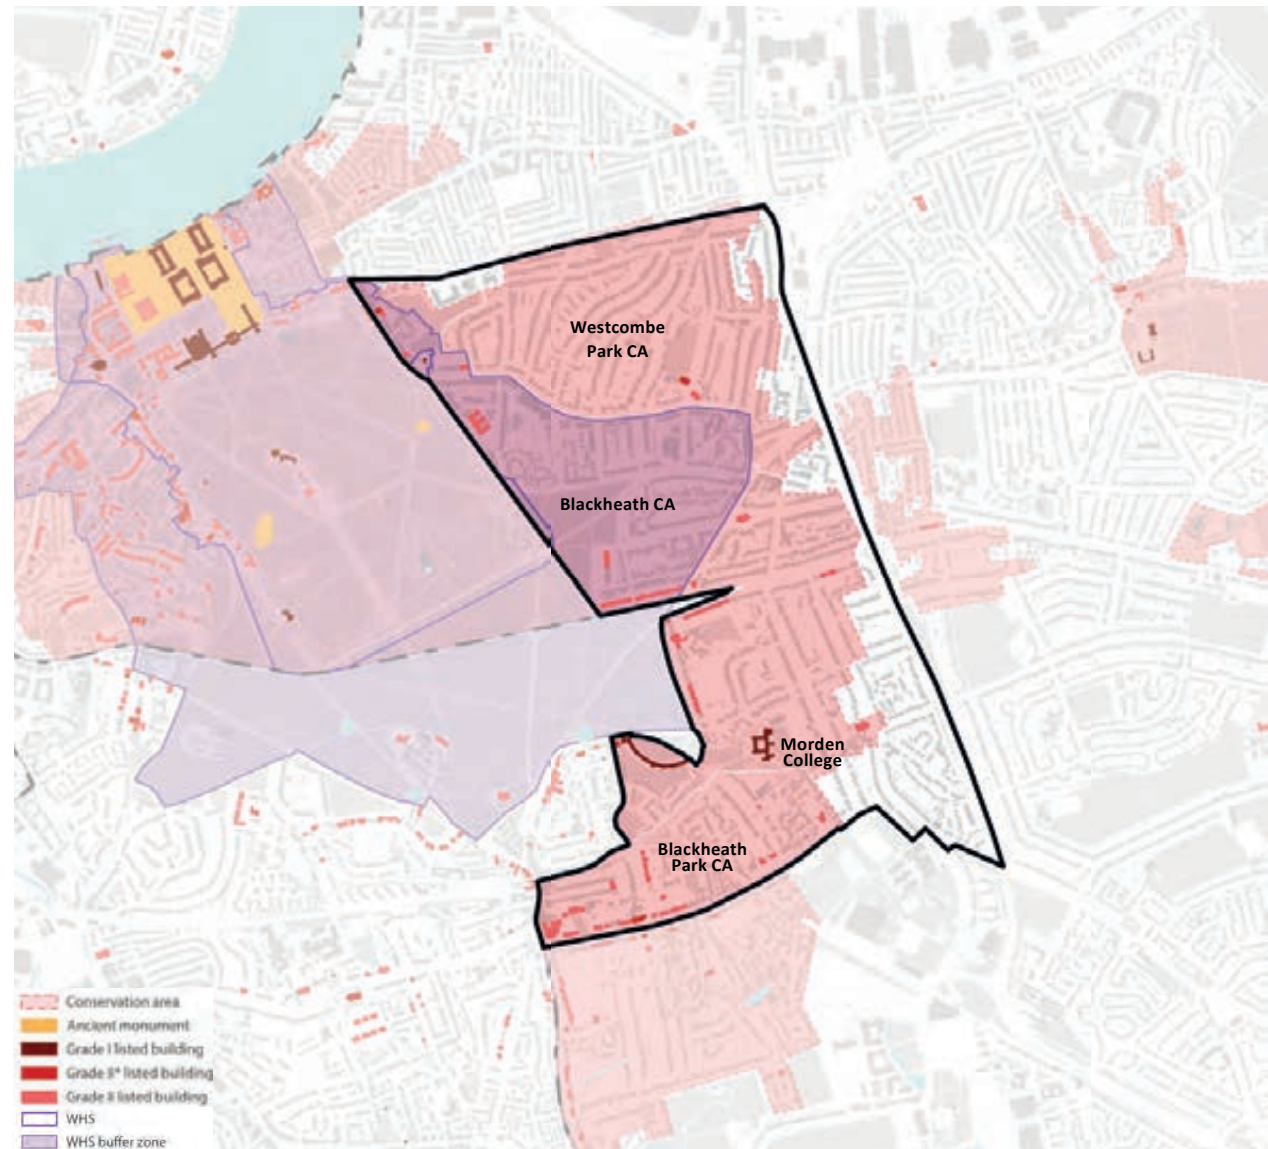 Westcombe
Park CA
Blackheath CA
Morden
College
Blackheath
Park CA
Conservation area
Ancient monument
Grade I listed building
Grade II* listed building
Grade II listed building
WHS
WHS buffer zone